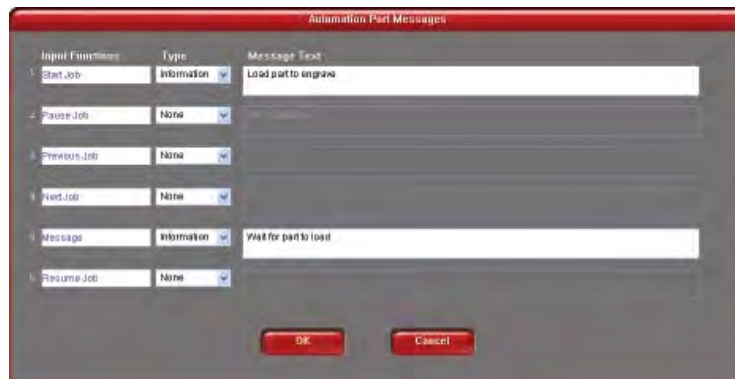 Automation Part Messages
Input Functions Type Message Text
1 Start Job Information Load part to engrave
2 Pause Job None
3 Previous Job None
4 Next Job None
5 Message Information Wait for part to load
6 Resume Job None
OK Cancel